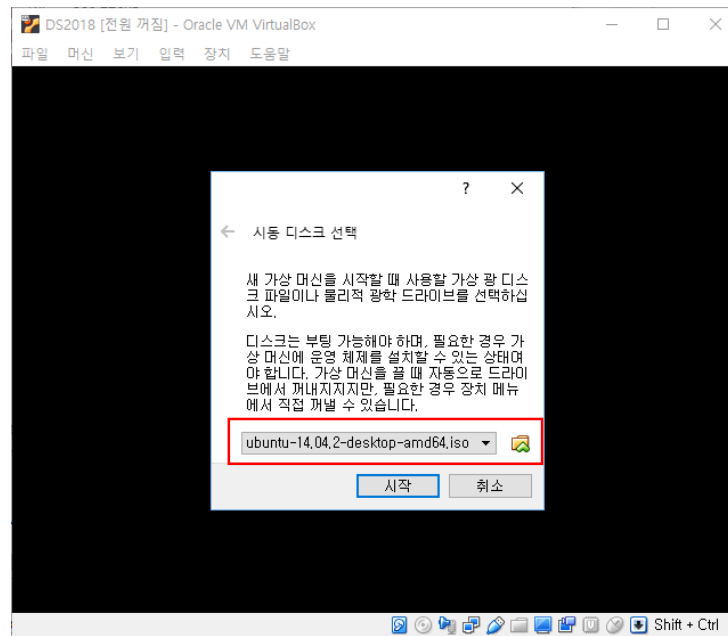 DS2018 [전원 꺼짐] - Oracle VM VirtualBox
파일 머신 보기 입력 장치 도움말
?
시동 디스크 선택
새 가상 머신을 시작할 때 사용할 가상 광 디스
크 파일이나 물리적 광학 드라이브를 선택하십
시오.
디스크는 부팅 가능해야 하며, 필요한 경우 가
상 머신에 운영 체제를 설치할 수 있는 상태여
야 합니다. 가상 머신을 끌 때 자동으로 드라이
브에서 꺼내지지지만, 필요한 경우 장치 메뉴
에서 직접 꺼낼 수 있습니다.
ubuntu-14.04.2-desktop-amd64.iso
시작 취소
Shift + Ctrl